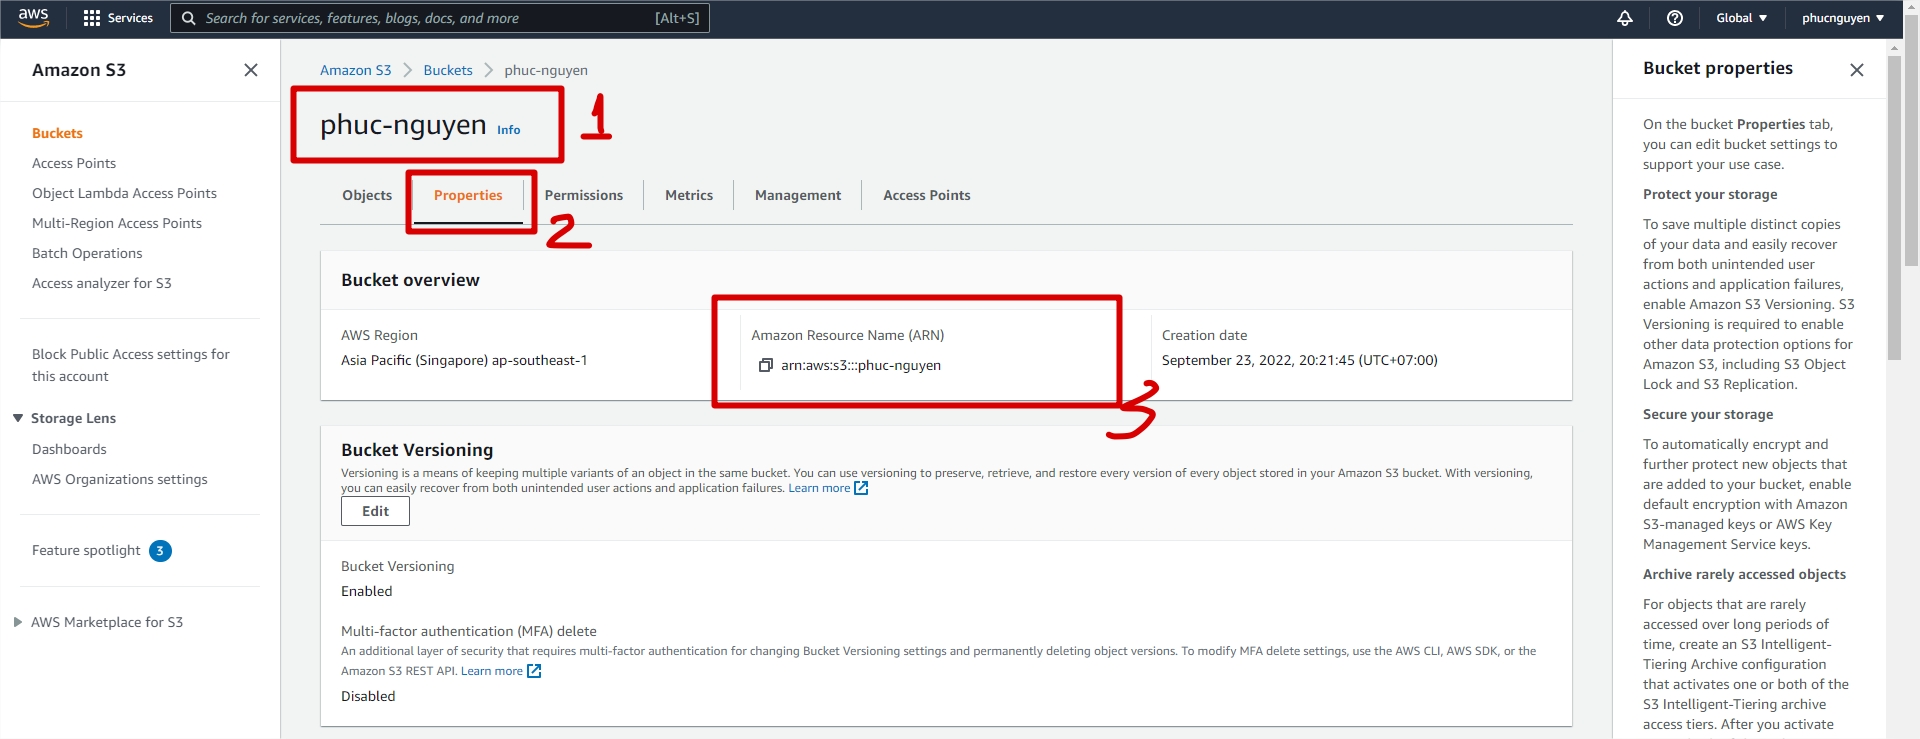 aws Services Search for services, features, blogs, docs, and more [Alt+S] Global ▼ phucnguyen ▼
Amazon S3
Buckets
Access Points
Object Lambda Access Points
Multi-Region Access Points
Batch Operations
Access analyzer for S3
Block Public Access settings for
this account
Storage Lens
Dashboards
AWS Organizations settings
Feature spotlight 3
AWS Marketplace for S3
Amazon S3 > Buckets > phuc-nguyen
phuc-nguyen Info 1
Objects Properties Permissions Metrics Management Access Points
2
Bucket overview
AWS Region
Asia Pacific (Singapore) ap-southeast-1
Amazon Resource Name (ARN)
arn:aws:s3:::phuc-nguyen
Creation date
September 23, 2022, 20:21:45 (UTC+07:00)
3
Bucket Versioning
Versioning is a means of keeping multiple variants of an object in the same bucket. You can use versioning to preserve, retrieve, and restore every version of every object stored in your Amazon S3 bucket. With versioning,
you can easily recover from both unintended user actions and application failures. Learn more
Edit
Bucket Versioning
Enabled
Multi-factor authentication (MFA) delete
An additional layer of security that requires multi-factor authentication for changing Bucket Versioning settings and permanently deleting object versions. To modify MFA delete settings, use the AWS CLI, AWS SDK, or the
Amazon S3 REST API. Learn more
Disabled
Bucket properties
On the bucket Properties tab,
you can edit bucket settings to
support your use case.
Protect your storage
To save multiple distinct copies
of your data and easily recover
from both unintended user
actions and application failures,
enable Amazon S3 Versioning. S3
Versioning is required to enable
other data protection options for
Amazon S3, including S3 Object
Lock and S3 Replication.
Secure your storage
To automatically encrypt and
further protect new objects that
are added to your bucket, enable
default encryption with Amazon
S3-managed keys or AWS Key
Management Service keys.
Archive rarely accessed objects
For objects that are rarely
accessed over long periods of
time, create an S3 Intelligent-
Tiering Archive configuration
that activates one or both of the
S3 Intelligent-Tiering archive
access tiers. After you activate